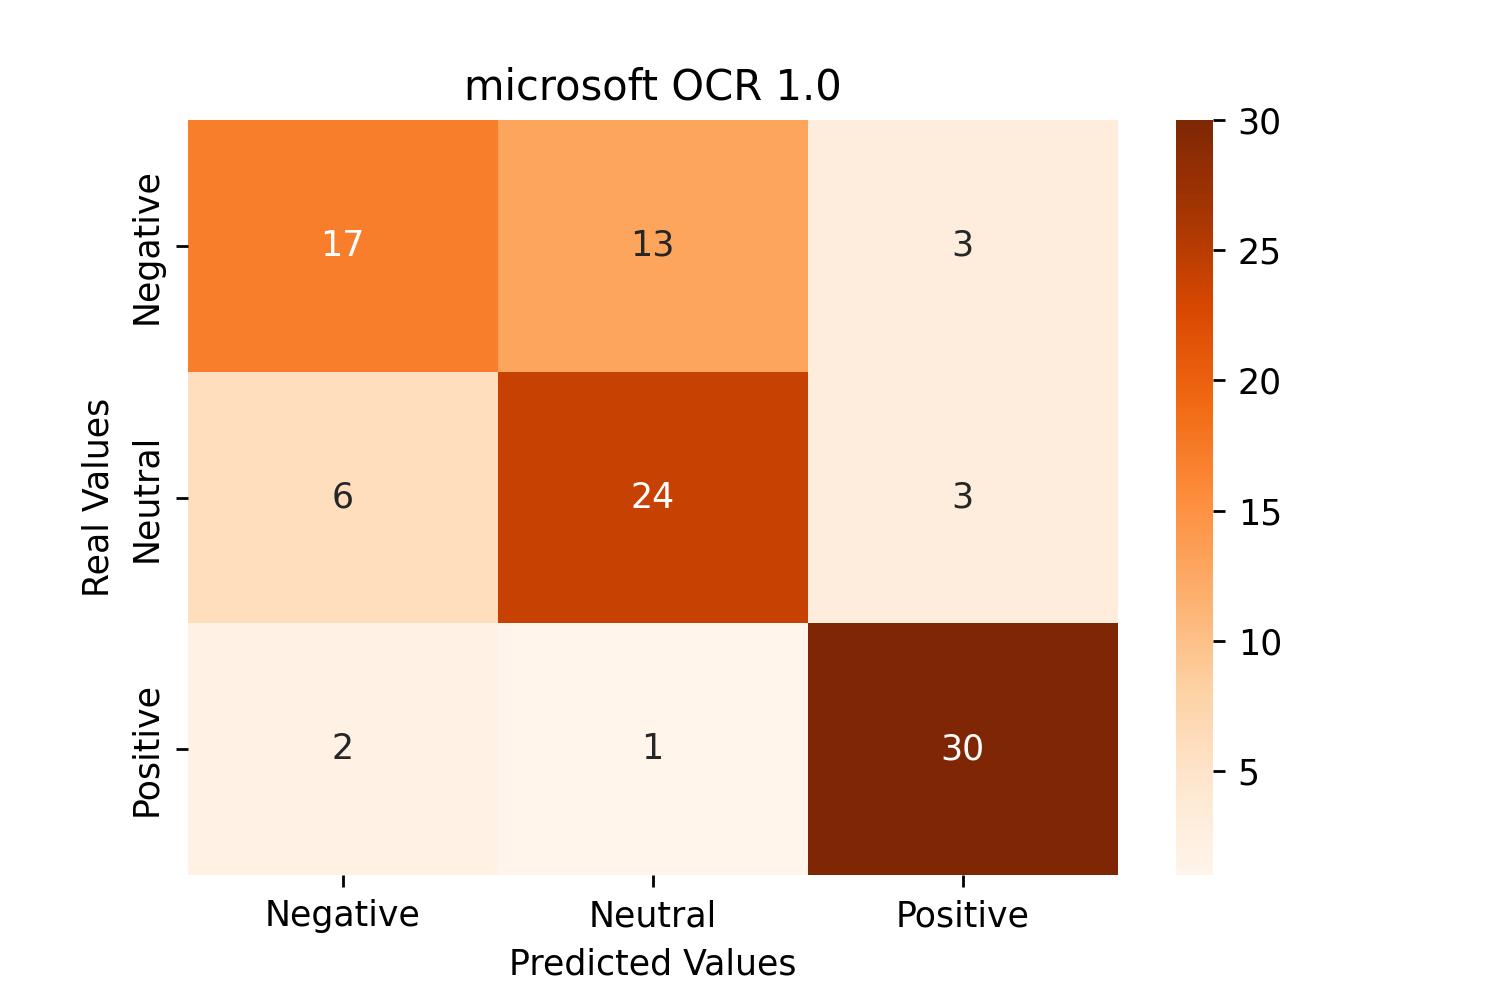 microsoft OCR 1.0
Real Values
Negative
17 13 3
Neutral
6 24 3
Positive
2 1 30
Negative Neutral Positive
Predicted Values
30
25
20
15
10
5